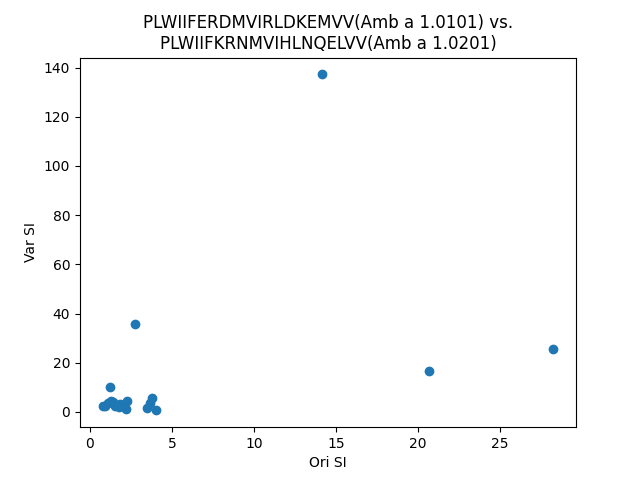 PLWIIFERDMVIRLDKEMVV(Amb a 1.0101) vs.
PLWIIFKRNMVIHLNQELVV(Amb a 1.0201)
140
120
100
80
60
40
20
0
Var SI
0 5 10 15 20 25
Ori SI